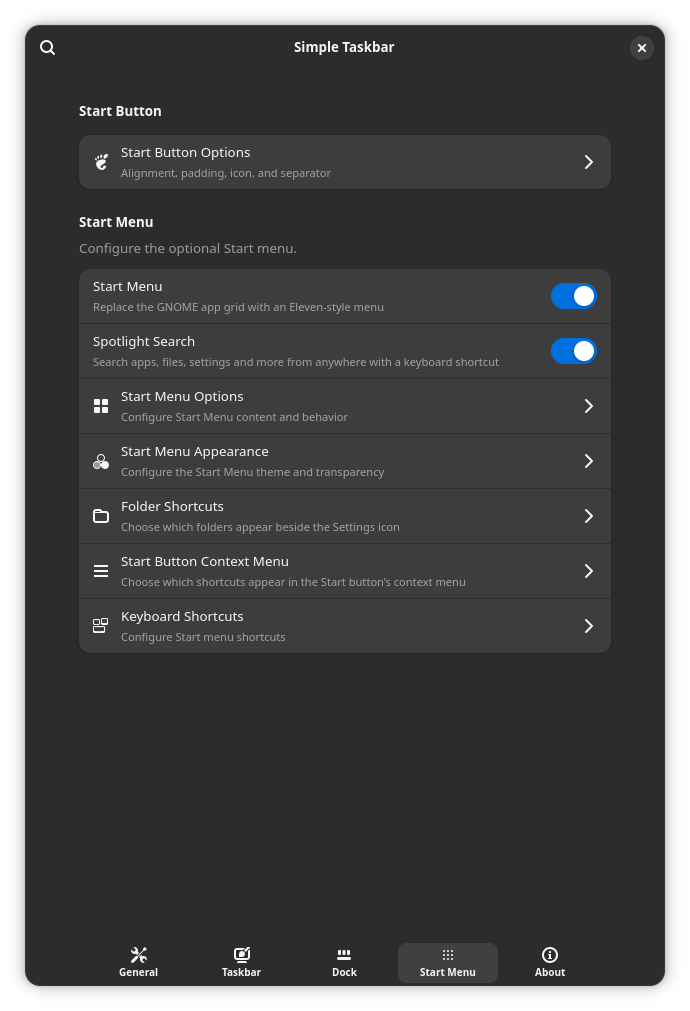 Simple Taskbar
Start Button
Start Button Options
Alignment, padding, icon, and separator
Start Menu
Configure the optional Start menu.
Start Menu
Replace the GNOME app grid with an Eleven-style menu
Spotlight Search
Search apps, files, settings and more from anywhere with a keyboard shortcut
Start Menu Options
Configure Start Menu content and behavior
Start Menu Appearance
Configure the Start Menu theme and transparency
Folder Shortcuts
Choose which folders appear beside the Settings icon
Start Button Context Menu
Choose which shortcuts appear in the Start button’s context menu
Keyboard Shortcuts
Configure Start menu shortcuts
General
Taskbar
Dock
Start Menu
About